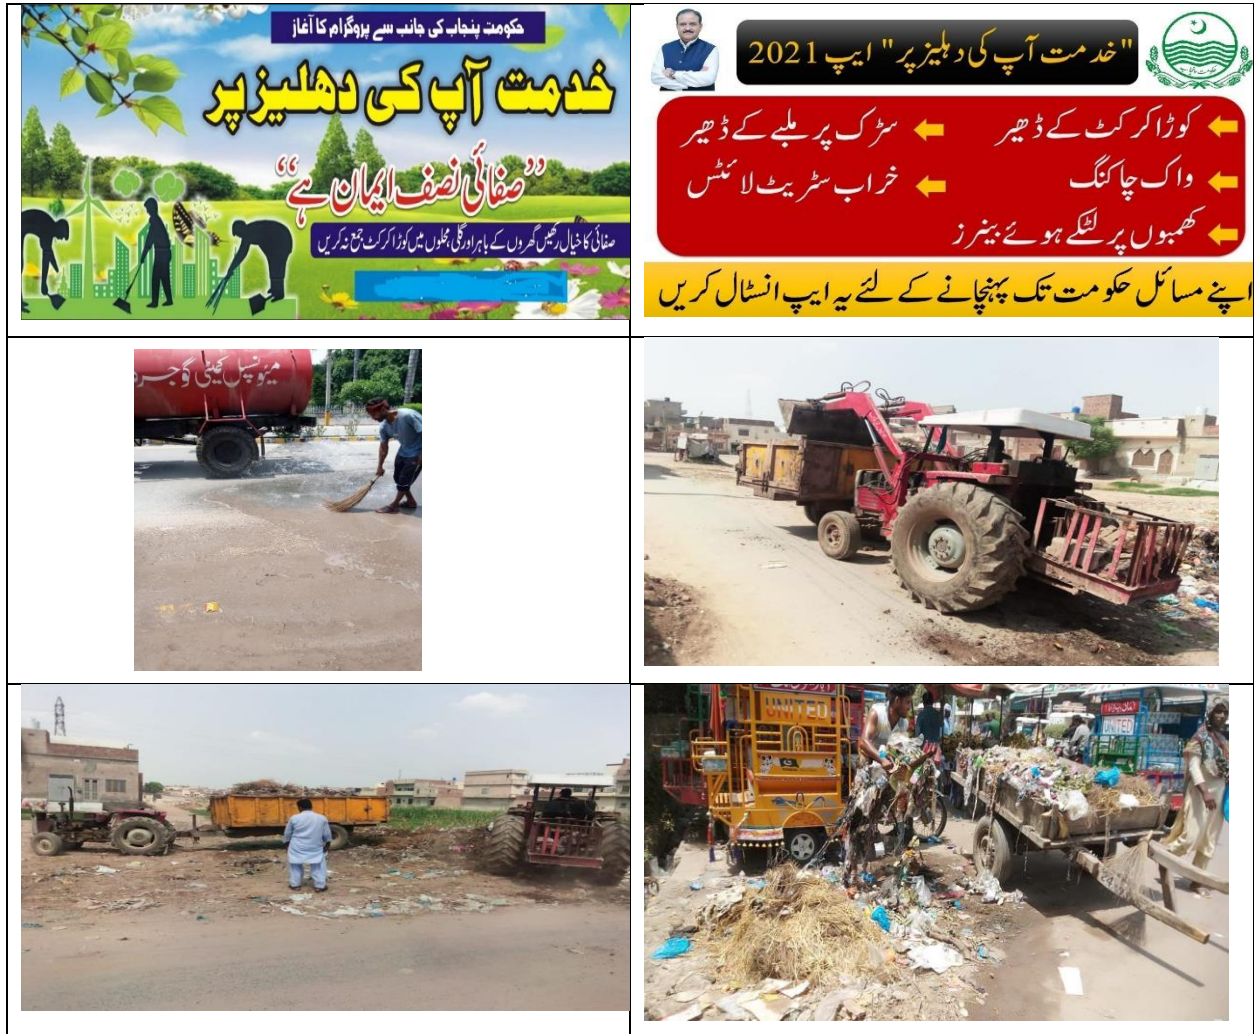 حکومت پنجاب کی جانب سے پروگرام کا آغاز
خدمت آپ کی دھلیز پر
”صفائی نصف ایمان ہے“
صفائی کا خیال رکھیں گھروں کے باہر اور گلی محلوں میں کوڑا کرکٹ جمع نہ کریں
"خدمت آپ کی دہلیز پر" ایپ 2021
کوڑا کرکٹ کے ڈھیر
سڑک پر ملبے کے ڈھیر
واک چاکنگ
خراب سٹریٹ لائٹس
کھمبوں پر لٹکے ہوئے بینرز
اپنے مسائل حکومت تک پہنچانے کے لئے یہ ایپ انسٹال کریں
میونسپل کمیٹی گوجر
UNITED
UNITED